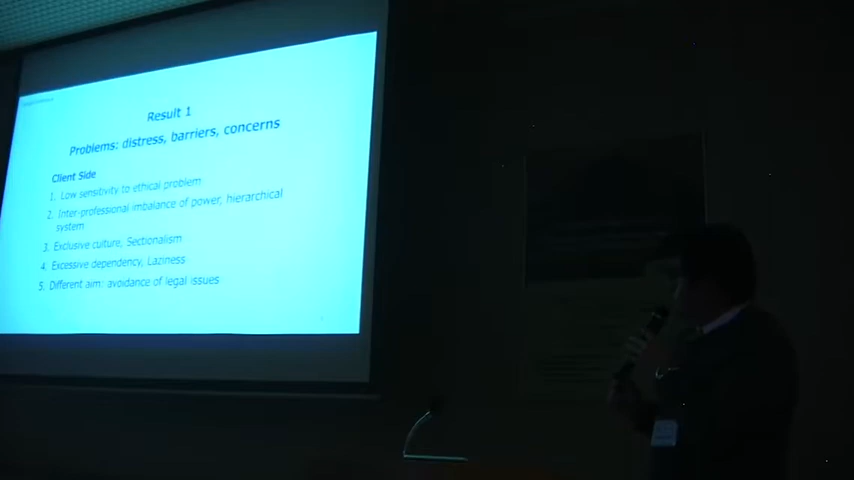 Result 1
Problems: distress, barriers, concerns
Client Side
1. Low sensitivity to ethical problem
2. Inter-professional imbalance of power, hierarchical
system
3. Exclusive culture, Sectionalism
4. Excessive dependency, Laziness
5. Different aim: avoidance of legal issues